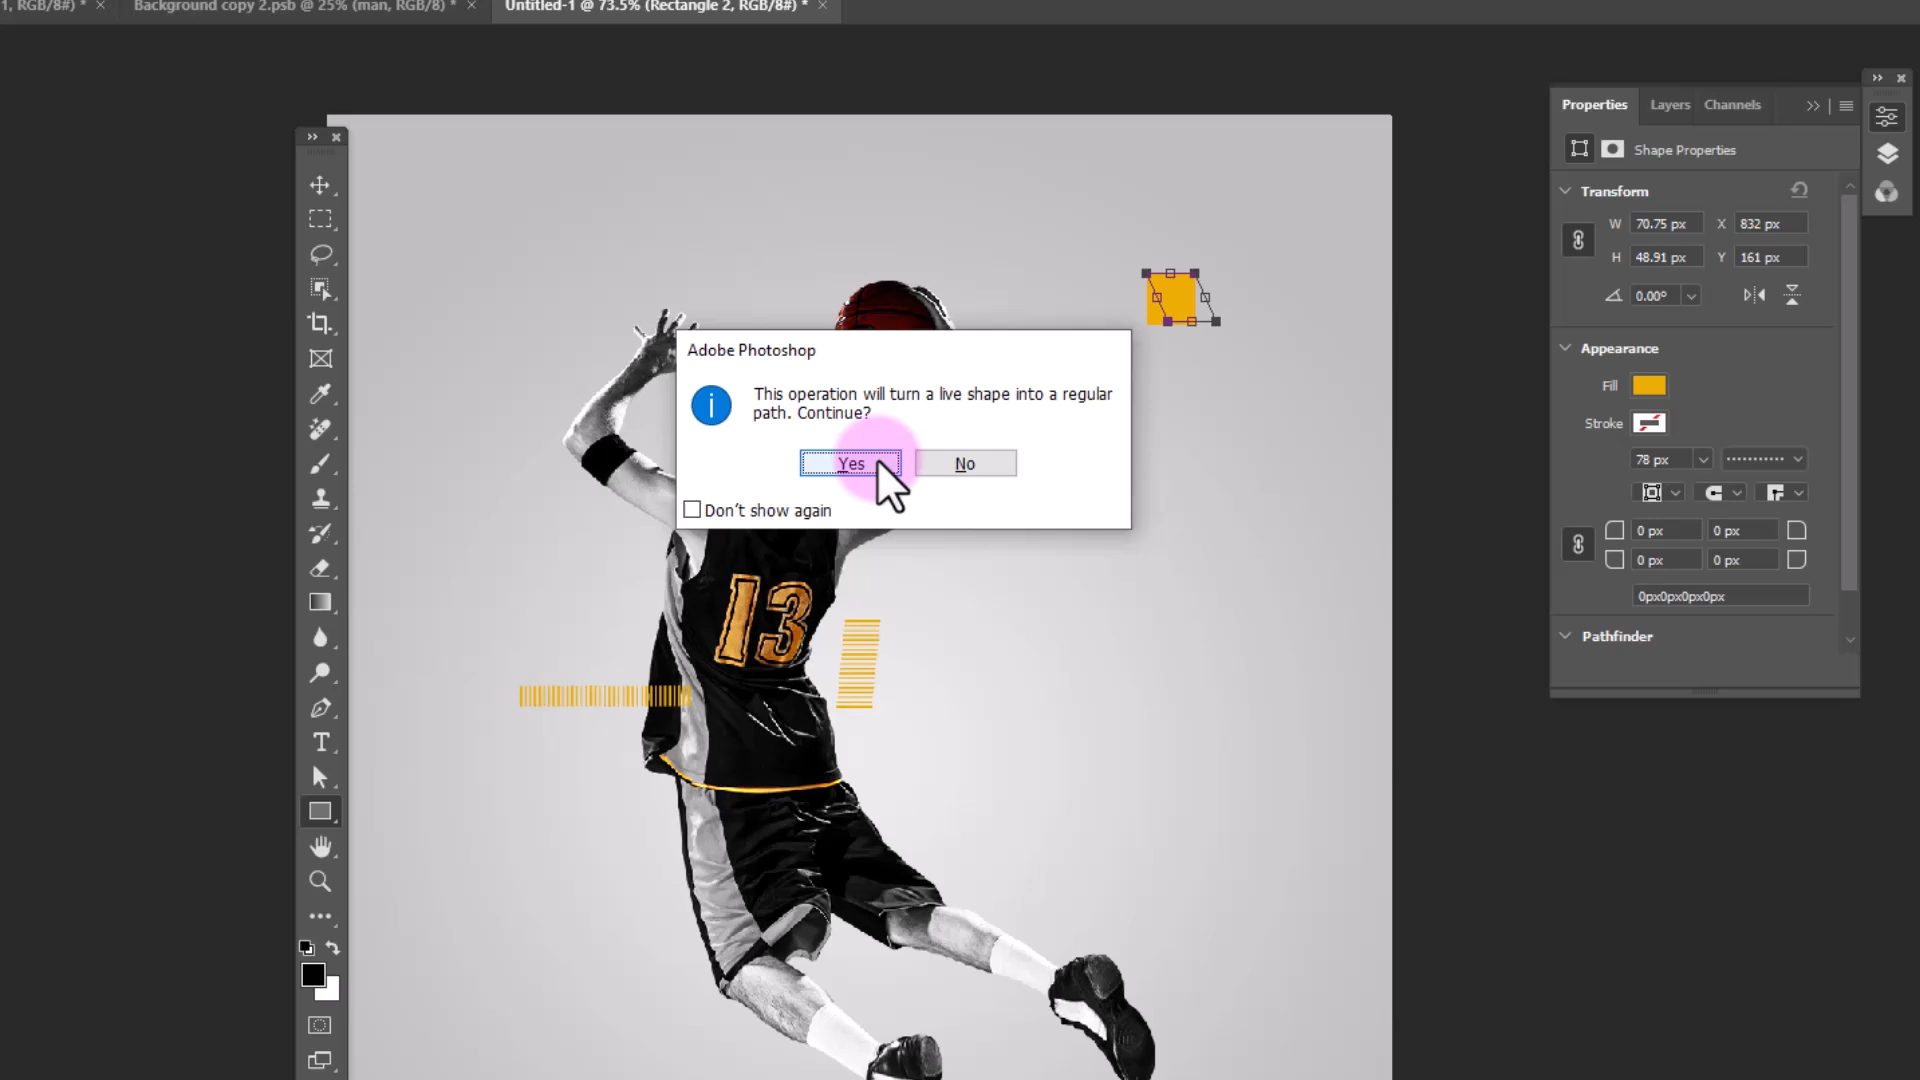 1, RGB/8#) * ×
Background copy 2.psb @ 25% (man, RGB/8) * ×
Untitled-1 @ 73.5% (Rectangle 2, RGB/8#) * ×
Properties
Layers
Channels
Shape Properties
Transform
W 70.75 px X 832 px
H 48.91 px Y 161 px
0.00°
Appearance
Fill
Stroke
78 px
0 px 0 px
0 px 0 px
0px0px0px0px
Pathfinder
Adobe Photoshop
This operation will turn a live shape into a regular
path. Continue?
Yes
No
Don't show again
13